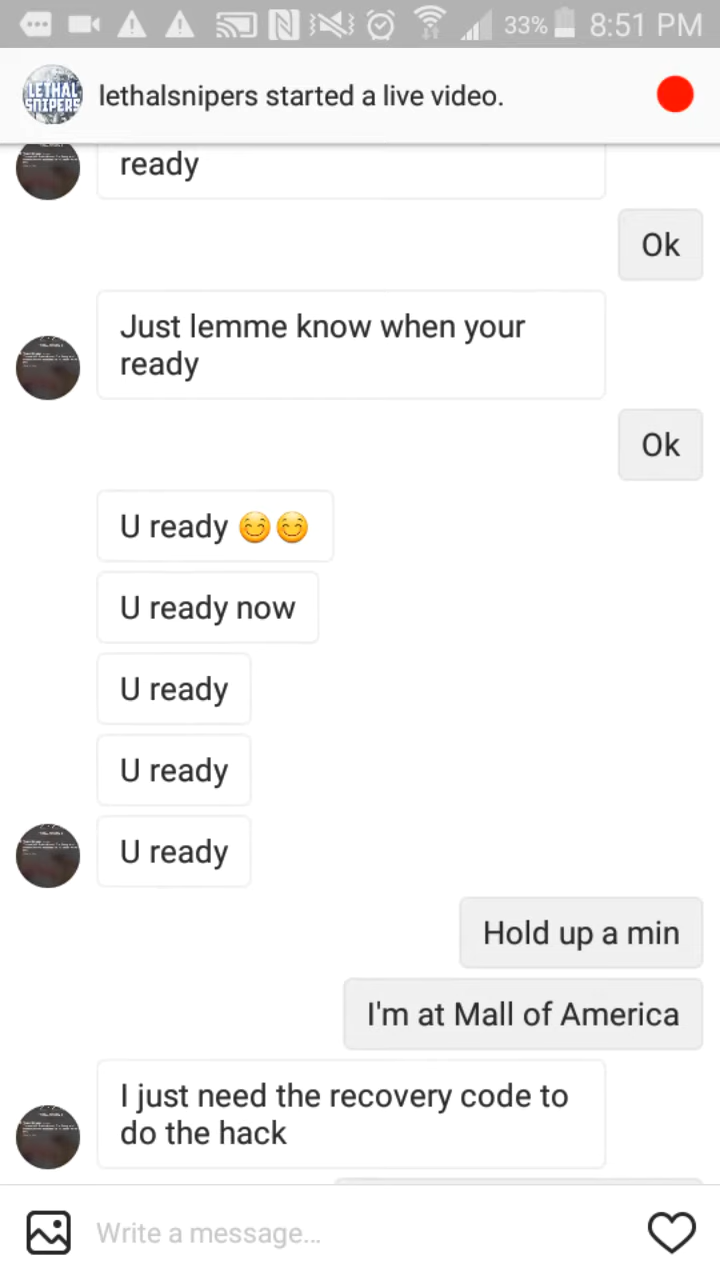 33% 8:51 PM
LETHAL
SNIPERS
lethalsnipers started a live video.
ready
Ok
Just lemme know when your
ready
Ok
U ready 😊😊
U ready now
U ready
U ready
U ready
Hold up a min
I'm at Mall of America
I just need the recovery code to
do the hack
Write a message...